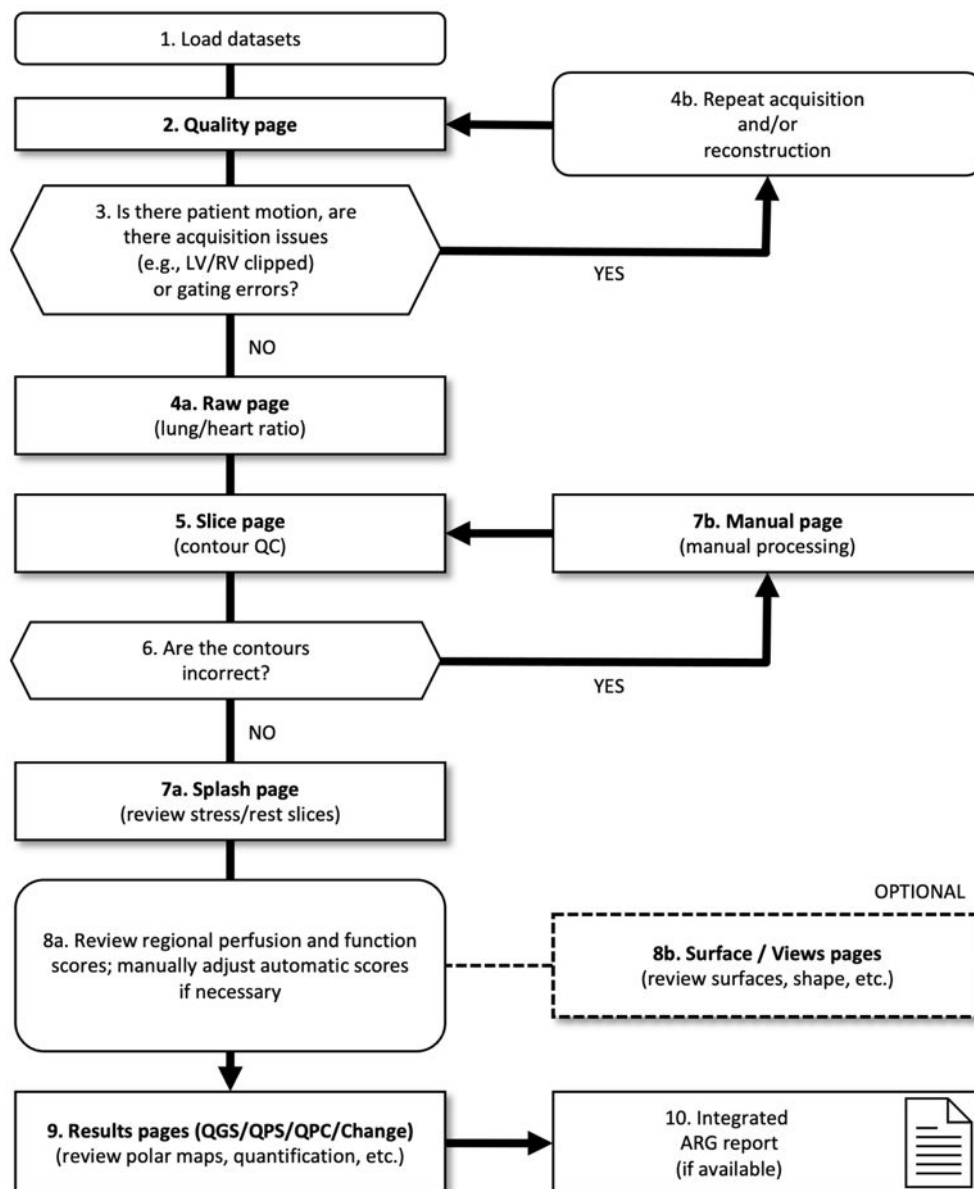 1. Load datasets
2. Quality page
4b. Repeat acquisition
and/or
reconstruction
3. Is there patient motion, are
there acquisition issues
(e.g., LV/RV clipped)
or gating errors?
YES
NO
4a. Raw page
(lung/heart ratio)
5. Slice page
(contour QC)
7b. Manual page
(manual processing)
6. Are the contours
incorrect?
YES
NO
7a. Splash page
(review stress/rest slices)
OPTIONAL
8a. Review regional perfusion and function
scores; manually adjust automatic scores
if necessary
8b. Surface / Views pages
(review surfaces, shape, etc.)
9. Results pages (QGS/QPS/QPC/Change)
(review polar maps, quantification, etc.)
10. Integrated
ARG report
(if available)